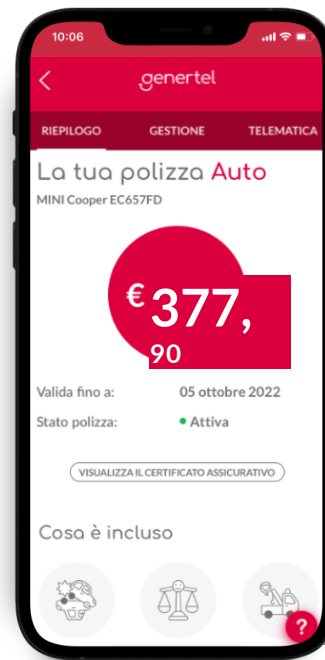 10:06
genertel
RIEPILOGO GESTIONE TELEMATICA
La tua polizza Auto
MINI Cooper EC657FD
€ 377,
90
Valida fino a: 05 ottobre 2022
Stato polizza: Attiva
VISUALIZZA IL CERTIFICATO ASSICURATIVO
Cosa è incluso
?